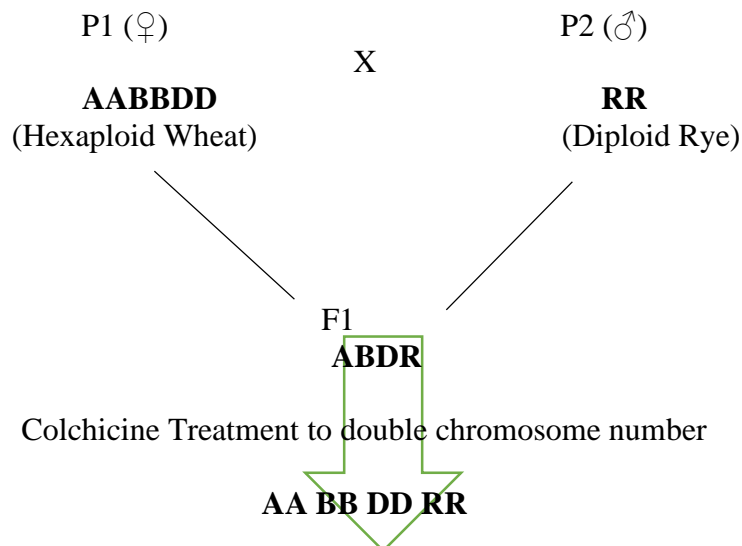 P1 (♀)
P2 (♂)
X
AABBDD
RR
(Hexaploid Wheat)
(Diploid Rye)
F1
ABDR
Colchicine Treatment to double chromosome number
AA BB DD RR